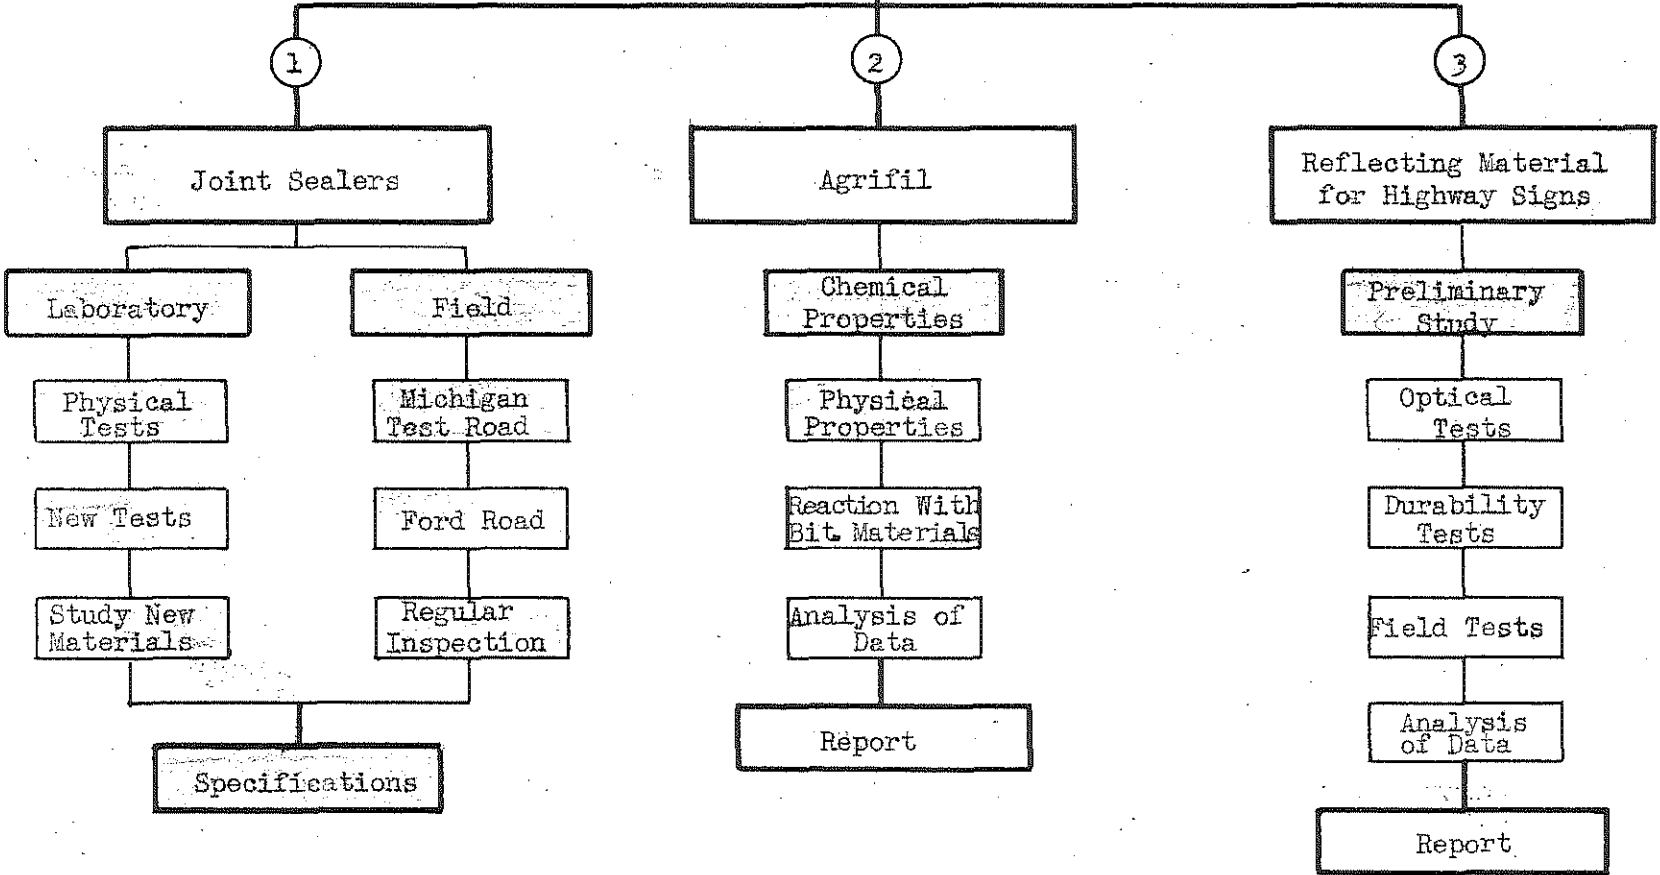 1
2
3
Joint Sealers
Agrifil
Reflecting Material
for Highway Signs
Laboratory
Field
Chemical
Properties
Preliminary
Study
Physical
Tests
Michigan
Test Road
Physical
Properties
Optical
Tests
New Tests
Ford Road
Reaction With
Bit. Materials
Durability
Tests
Study New
Materials
Regular
Inspection
Analysis of
Data
Field Tests
Specifications
Report
Analysis
of Data
Report